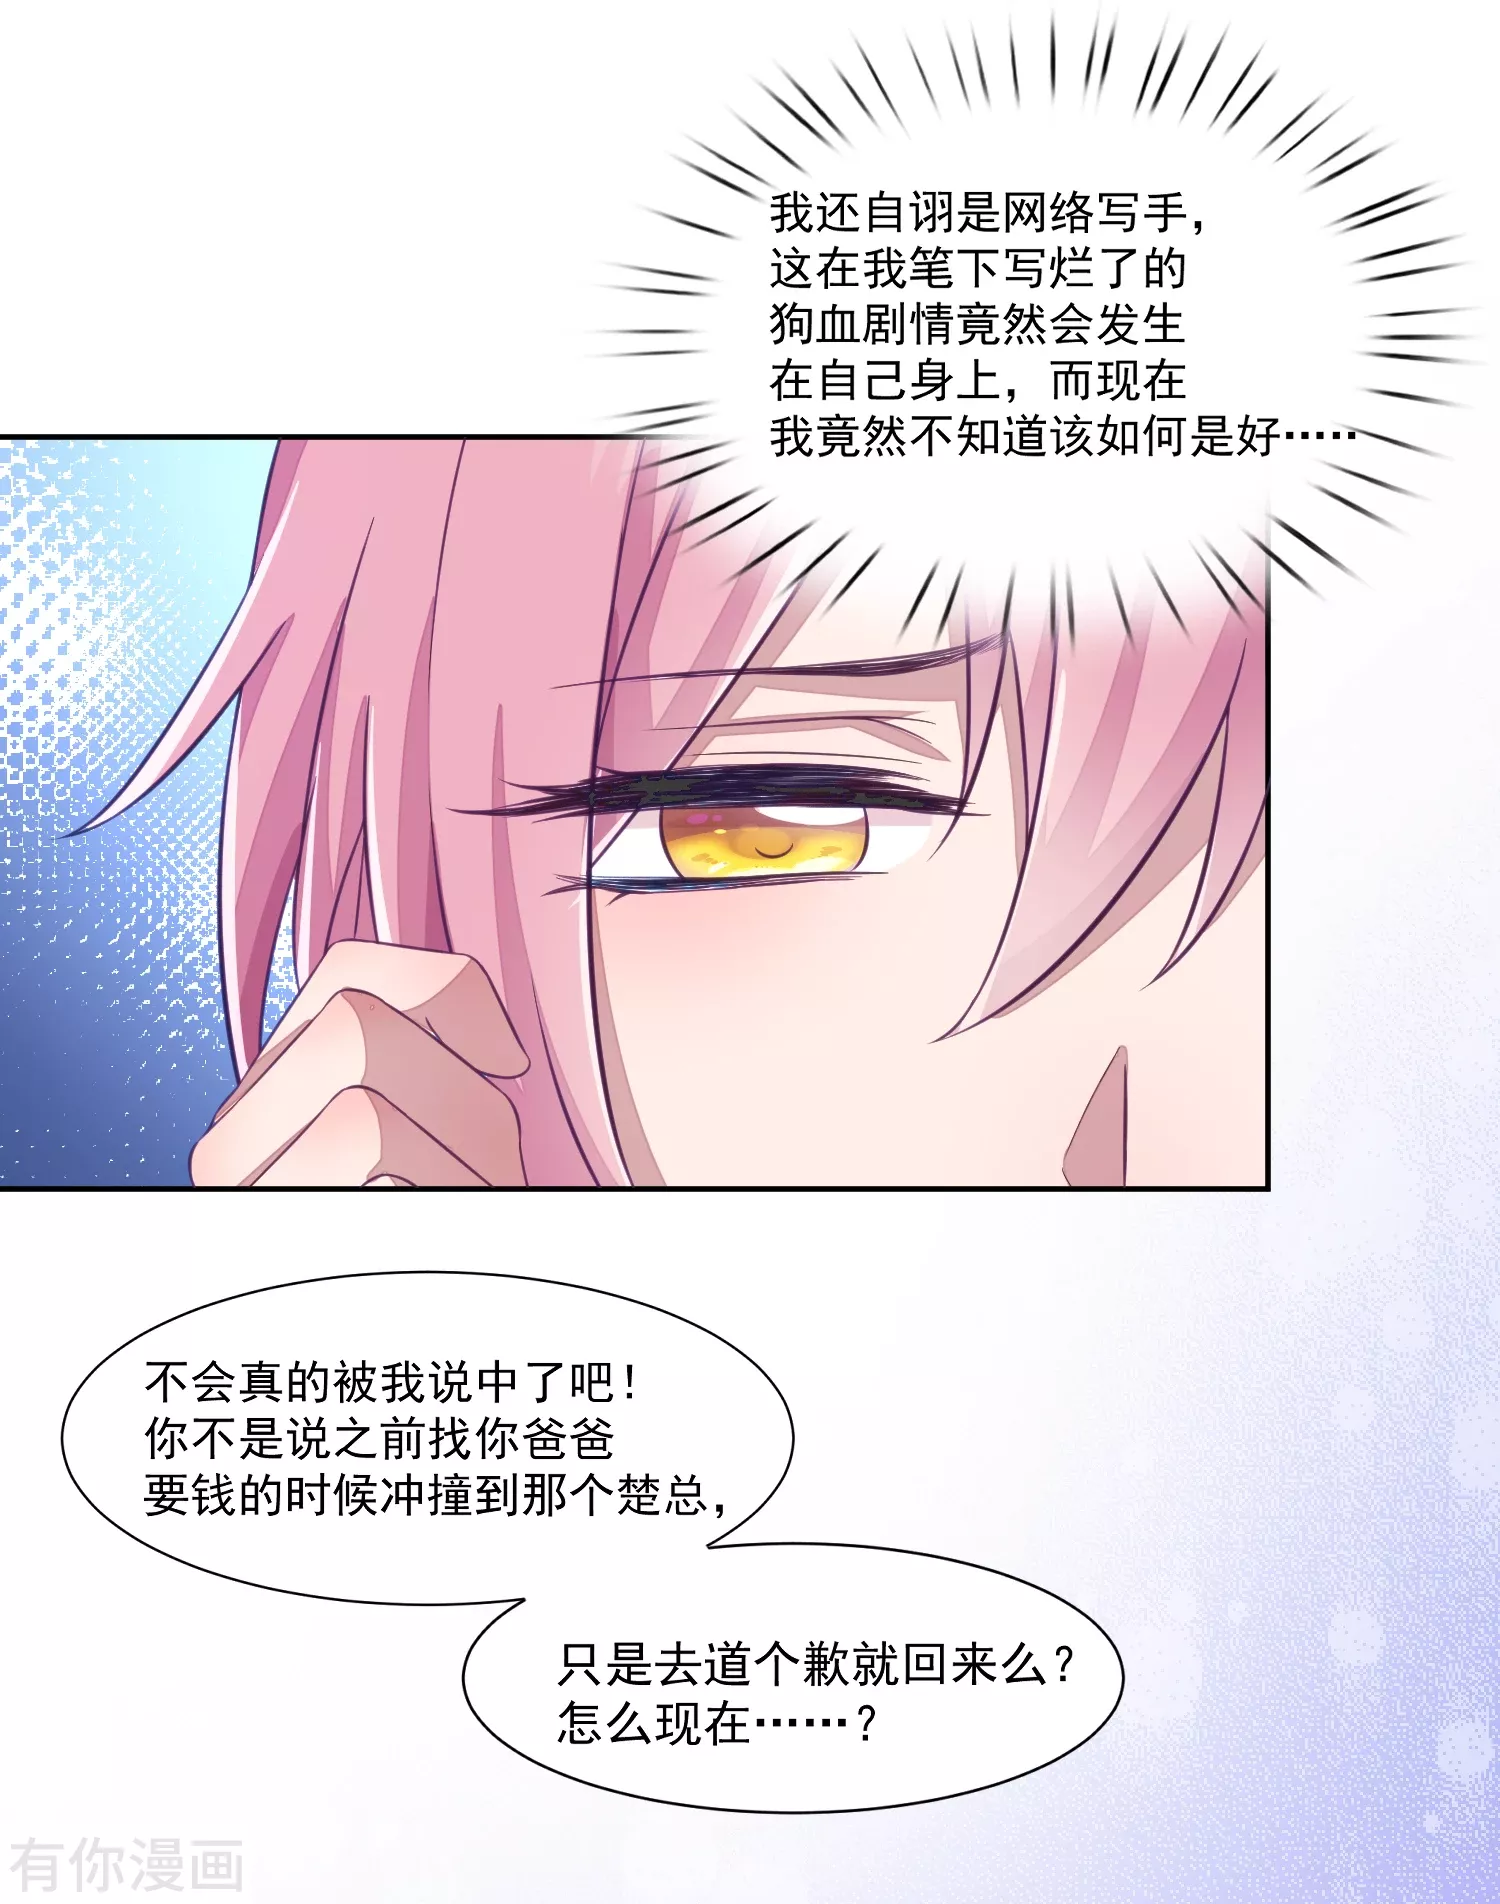 我还自诩是网络写手，
这在我笔下写烂了的
狗血剧情竟然会发生
在自己身上，而现在
我竟然不知道该如何是好……
不会真的被我说中了吧！
你不是说之前找你爸爸
要钱的时候冲撞到那个楚总，
只是去道个歉就回来么？
怎么现在……？
有你漫画